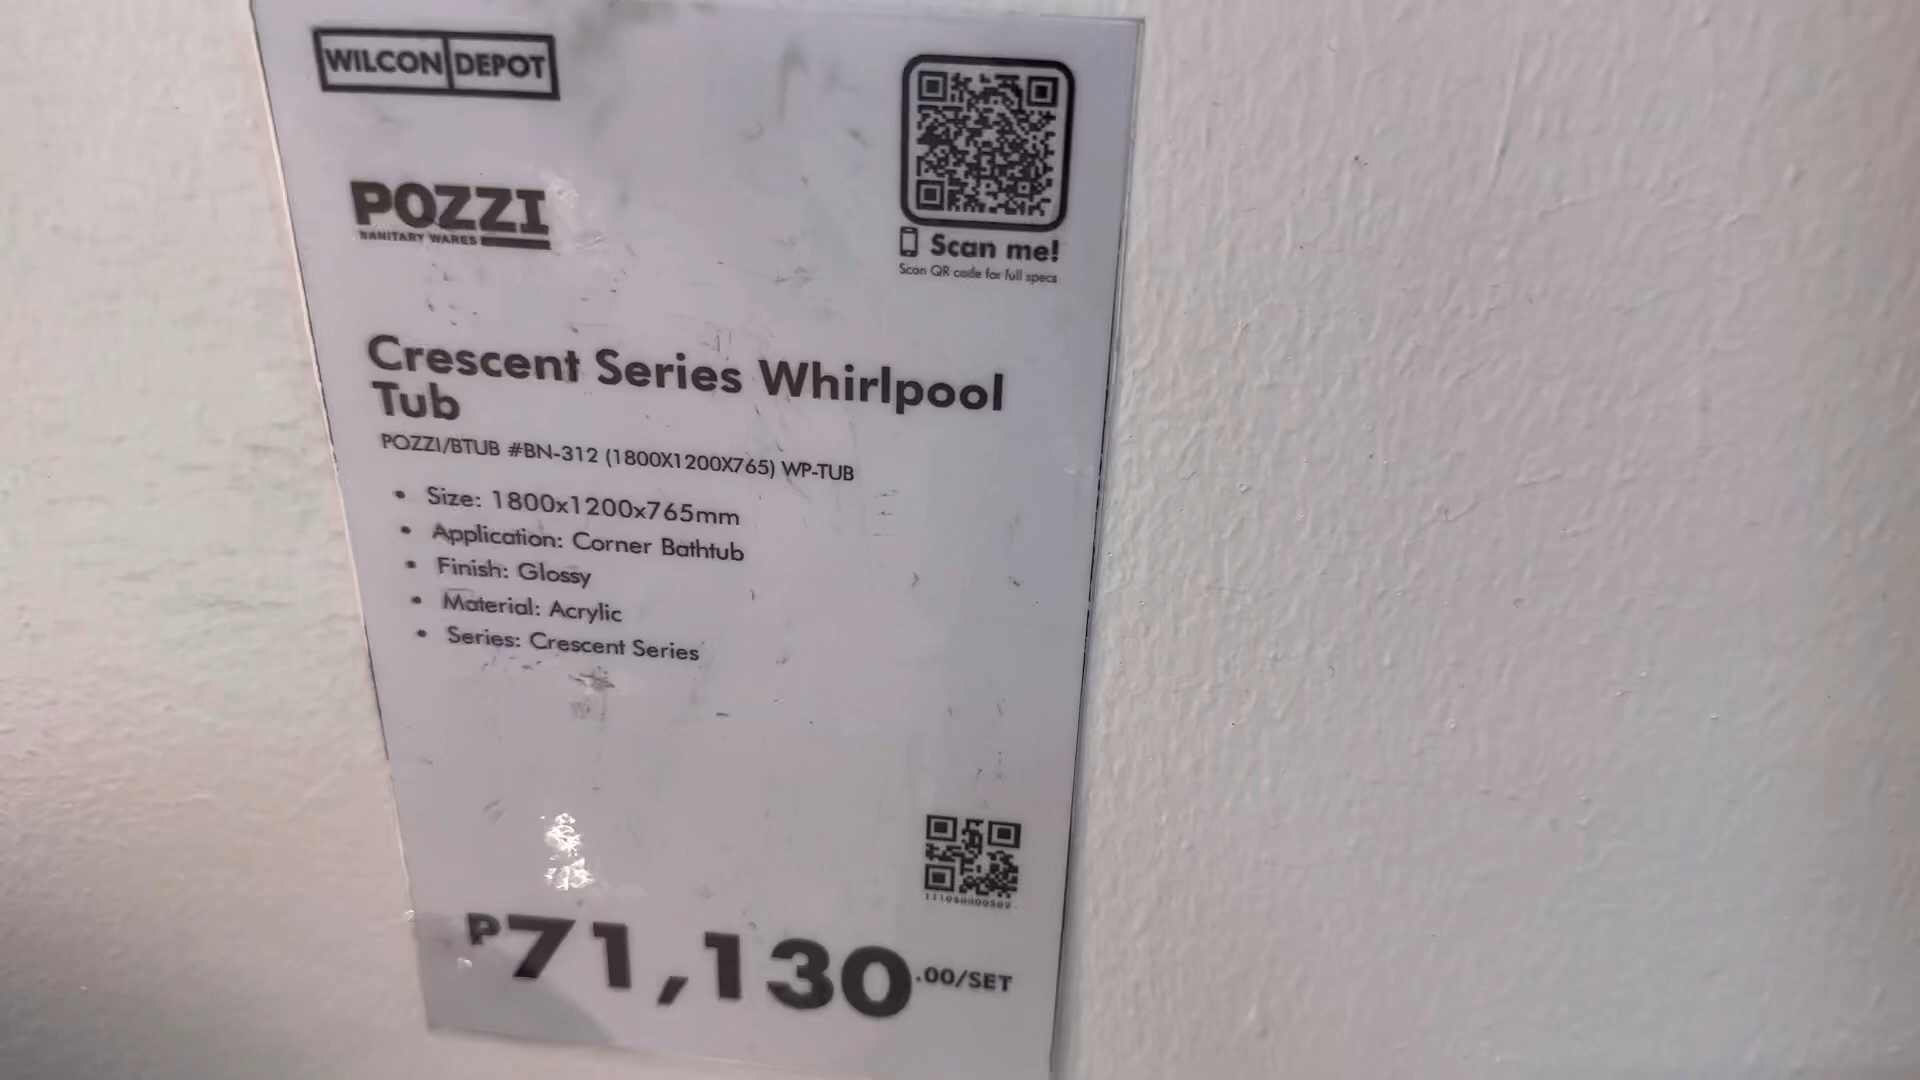 WILCON DEPOT
POZZI
SANITARY WARES
Scan me!
Scan QR code for full specs
Crescent Series Whirlpool
Tub
POZZI/BTUB #BN-312 (1800X1200X765) WP-TUB
• Size: 1800x1200x765mm
• Application: Corner Bathtub
• Finish: Glossy
• Material: Acrylic
• Series: Crescent Series
₱71,130.00/SET